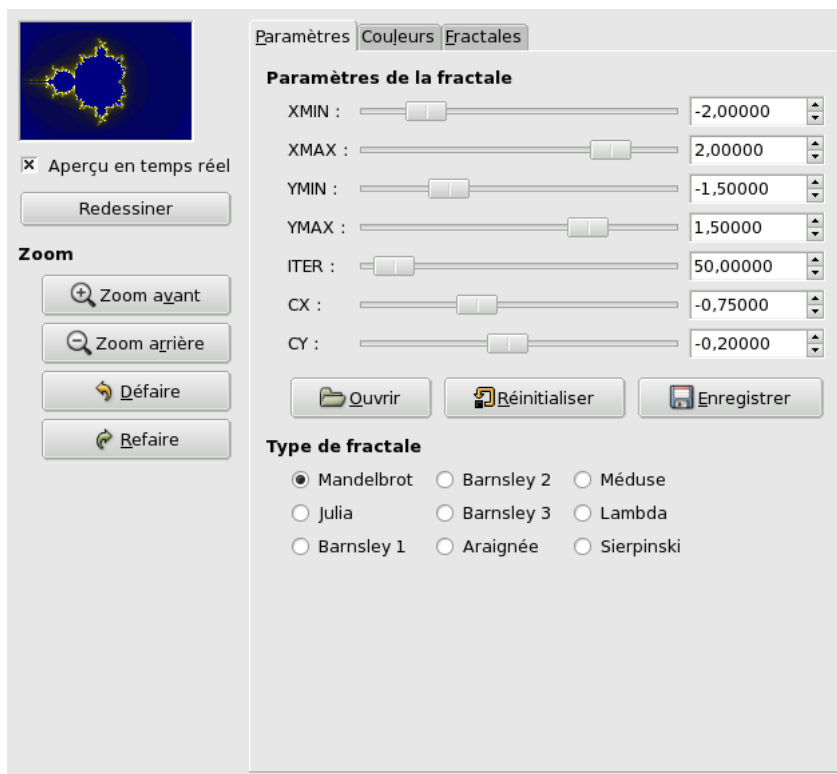 Aperçu en temps réel
Redessiner
Zoom
Zoom avant
Zoom arrière
Défaire
Refaire
Paramètres Couleurs Fractales
Paramètres de la fractale
XMIN : -2,00000
XMAX : 2,00000
YMIN : -1,50000
YMAX : 1,50000
ITER : 50,00000
CX : -0,75000
CY : -0,20000
Ouvrir Réinitialiser Enregistrer
Type de fractale
Mandelbrot Barnsley 2 Méduse
Julia Barnsley 3 Lambda
Barnsley 1 Araignée Sierpinski